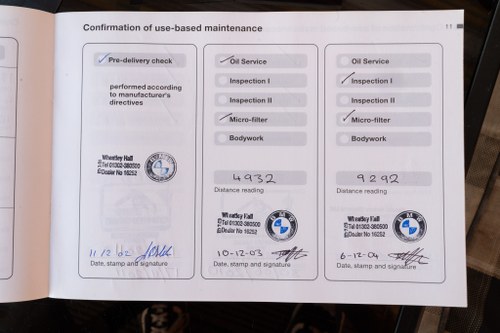 Confirmation of use-based maintenance
11
Pre-delivery check
performed according
to manufacturer's
directives
Wheatley Hall
Tel 01302-380500
Dealer No 16252
11 12 02
Date, stamp and signature
Oil Service
Inspection I
Inspection II
Micro-filter
Bodywork
4932
Distance reading
Wheatley Hall
Tel 01302-380500
Dealer No 16252
BMW
10-12-03
Date, stamp and signature
Oil Service
Inspection I
Inspection II
Micro-filter
Bodywork
9292
Distance reading
Wheatley Hall
Tel 01302-380500
Dealer No 16252
BMW
6-12-04
Date, stamp and signature